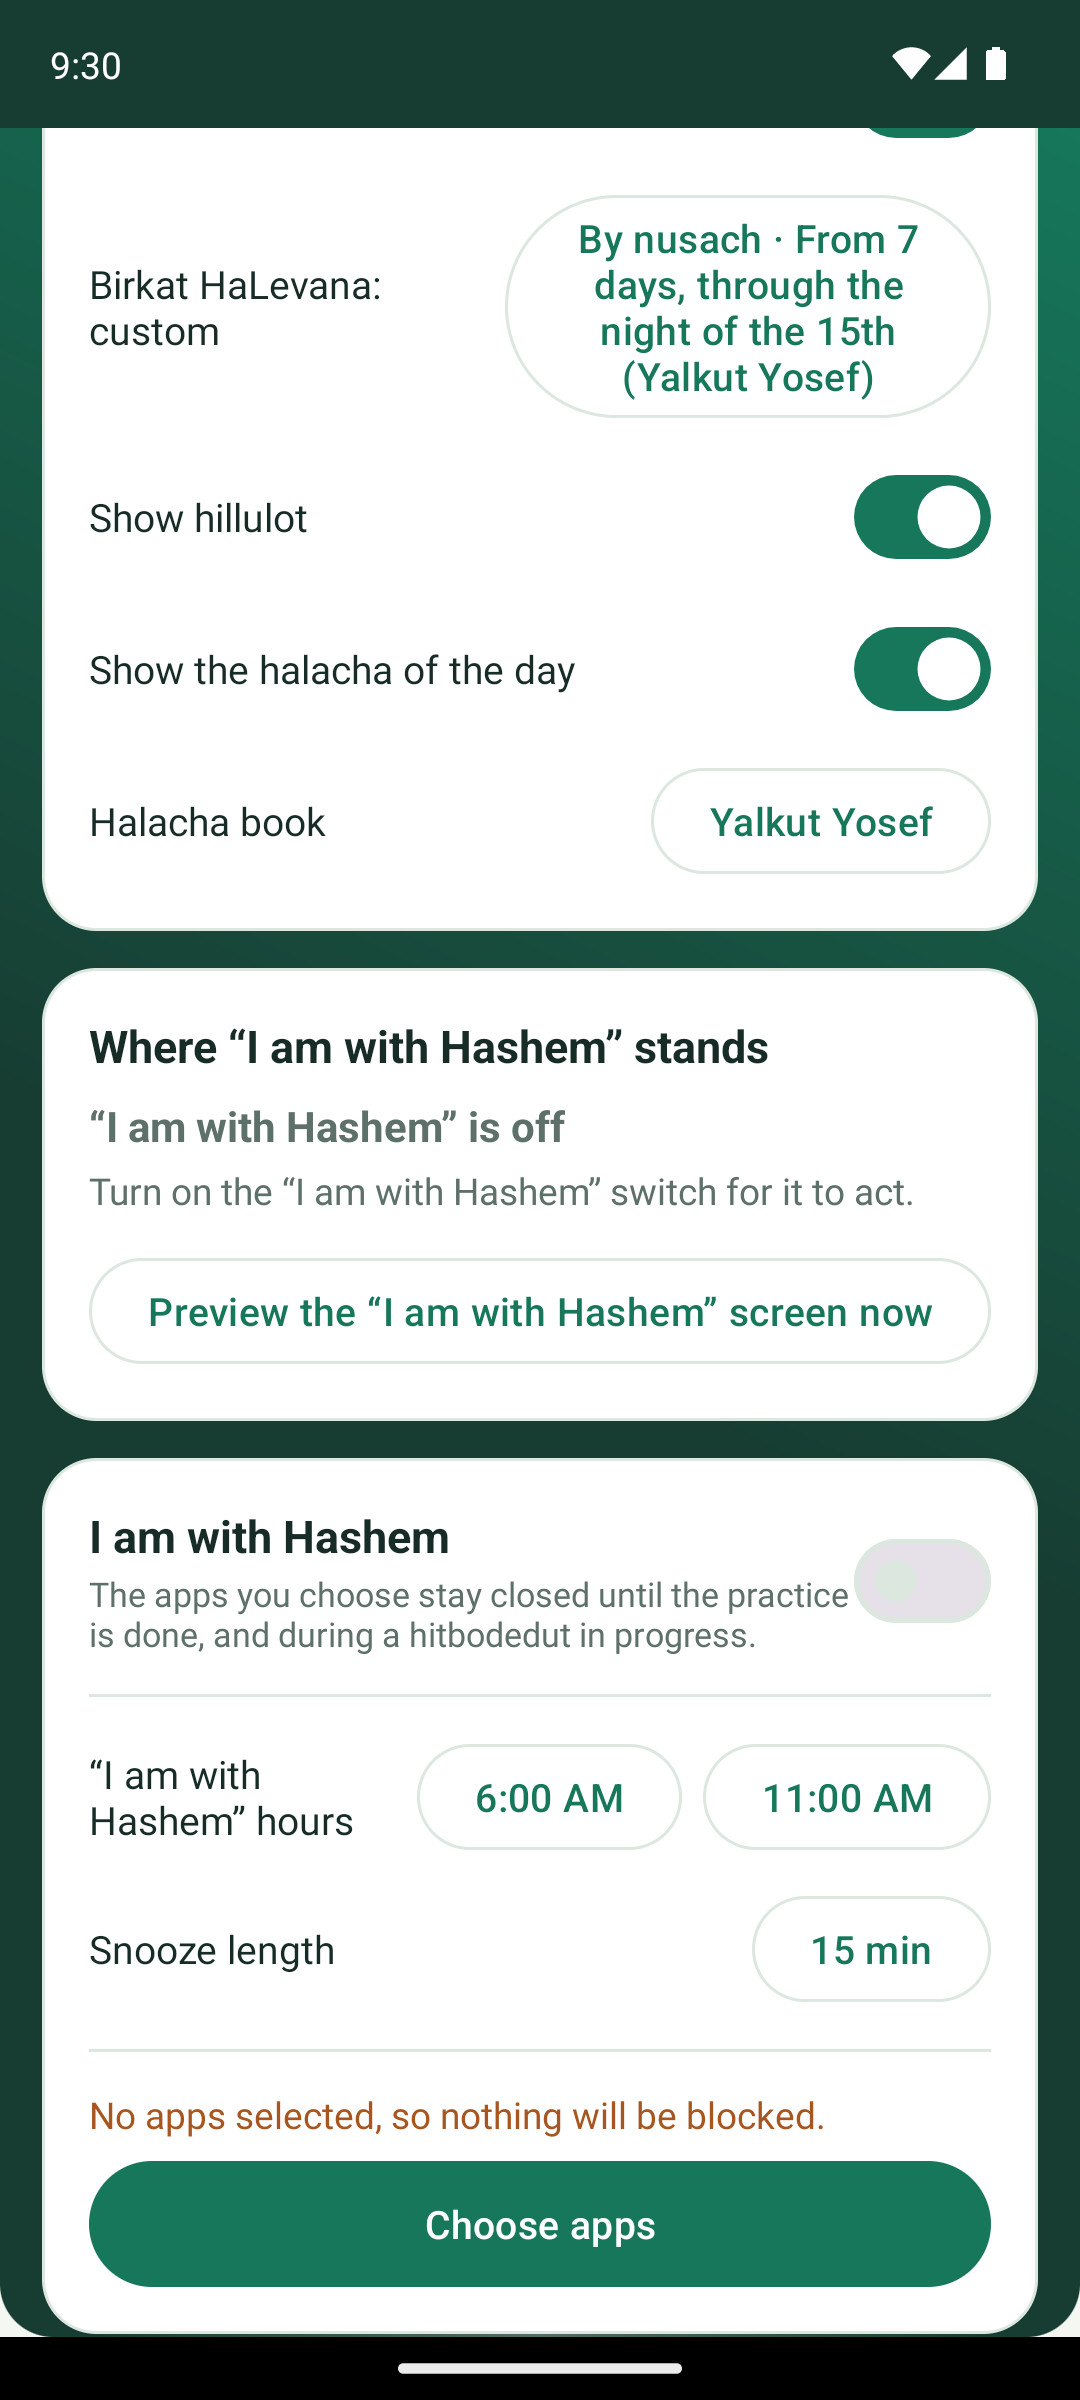 9:30
Birkat HaLevana:
custom
By nusach · From 7
days, through the
night of the 15th
(Yalkut Yosef)
Show hillulot
Show the halacha of the day
Halacha book
Yalkut Yosef
Where “I am with Hashem” stands
“I am with Hashem” is off
Turn on the “I am with Hashem” switch for it to act.
Preview the “I am with Hashem” screen now
I am with Hashem
The apps you choose stay closed until the practice
is done, and during a hitbodedut in progress.
“I am with
Hashem” hours
6:00 AM
11:00 AM
Snooze length
15 min
No apps selected, so nothing will be blocked.
Choose apps